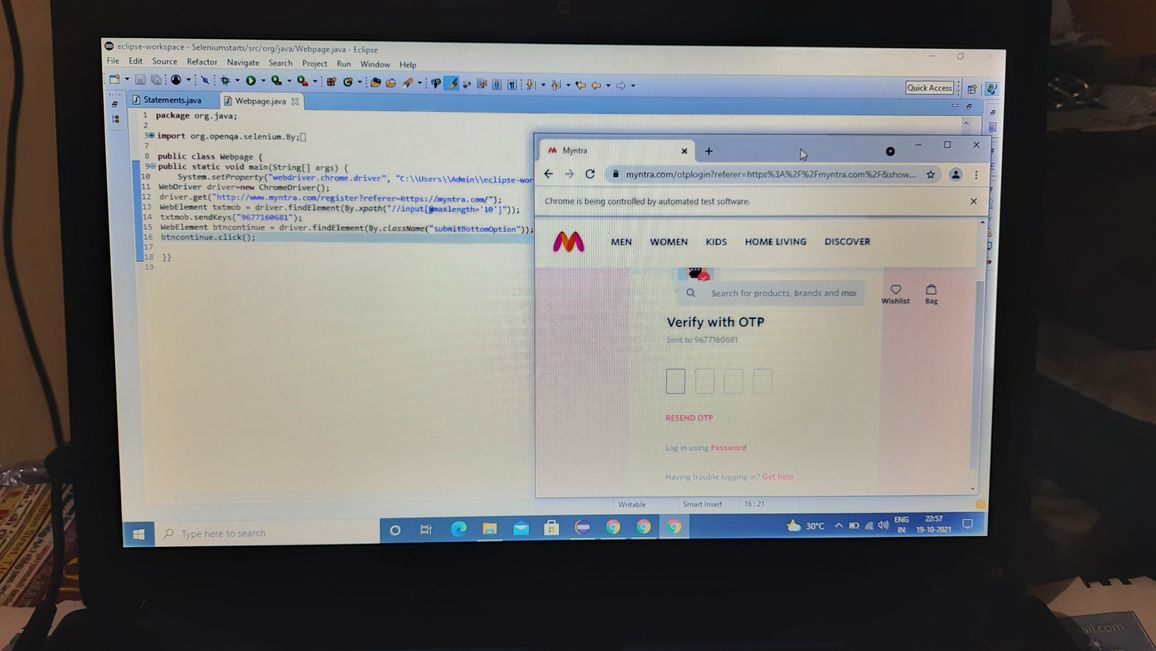 eclipse-workspace - Seleniumstarts/src/org/java/Webpage.java - Eclipse
File Edit Source Refactor Navigate Search Project Run Window Help
Quick Access
Statements.java
Webpage.java
1 package org.java;
2
3 import org.openqa.selenium.By;
7
8 public class Webpage {
9 public static void main(String[] args) {
10 System.setProperty("webdriver.chrome.driver", "C:\\Users\\Admin\\eclipse-wor
11 WebDriver driver=new ChromeDriver();
12 driver.get("http://www.myntra.com/register?referer=https://myntra.com/");
13 WebElement txtmob = driver.findElement(By.xpath("//input[@maxlength='10']"));
14 txtmob.sendKeys("9677160681");
15 WebElement btncontinue = driver.findElement(By.className("submitBottomOption"));
16 btncontinue.click();
17
18 }}
19
Myntra
myntra.com/otplogin?referer=https%3A%2F%2Fmyntra.com%2F&show...
Chrome is being controlled by automated test software.
MEN WOMEN KIDS HOME LIVING DISCOVER
Search for products, brands and mor
Wishlist Bag
Verify with OTP
Sent to 9677160681
RESEND OTP
Log in using Password
Having trouble logging in? Get help
Writable Smart Insert 16 : 21
Type here to search
30°C
ENG
IN
22:57
19-10-2021
ail.com